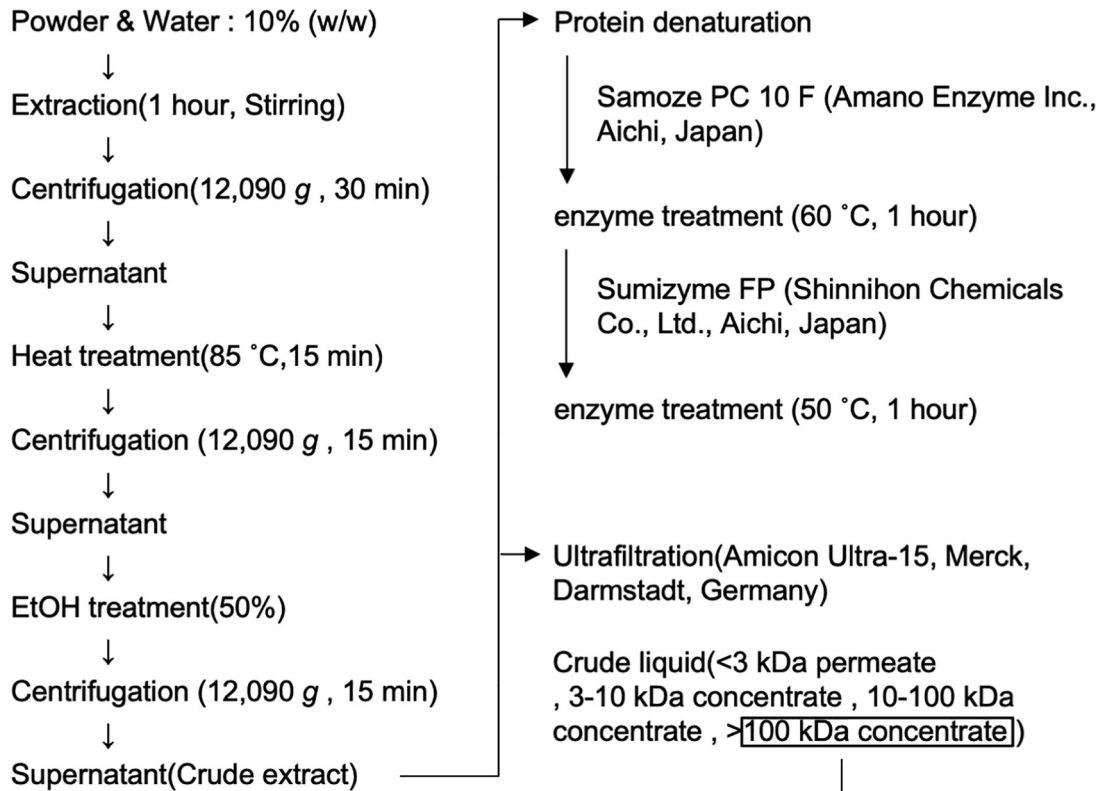 Powder & Water : 10% (w/w)
↓
Extraction(1 hour, Stirring)
↓
Centrifugation(12,090 g , 30 min)
↓
Supernatant
↓
Heat treatment(85 ˚C,15 min)
↓
Centrifugation (12,090 g , 15 min)
↓
Supernatant
↓
EtOH treatment(50%)
↓
Centrifugation (12,090 g , 15 min)
↓
Supernatant(Crude extract)
Protein denaturation
Samoze PC 10 F (Amano Enzyme Inc.,
Aichi, Japan)
enzyme treatment (60 ˚C, 1 hour)
Sumizyme FP (Shinnihon Chemicals
Co., Ltd., Aichi, Japan)
enzyme treatment (50 ˚C, 1 hour)
Ultrafiltration(Amicon Ultra-15, Merck,
Darmstadt, Germany)
Crude liquid(<3 kDa permeate
, 3-10 kDa concentrate , 10-100 kDa
concentrate , >100 kDa concentrate)